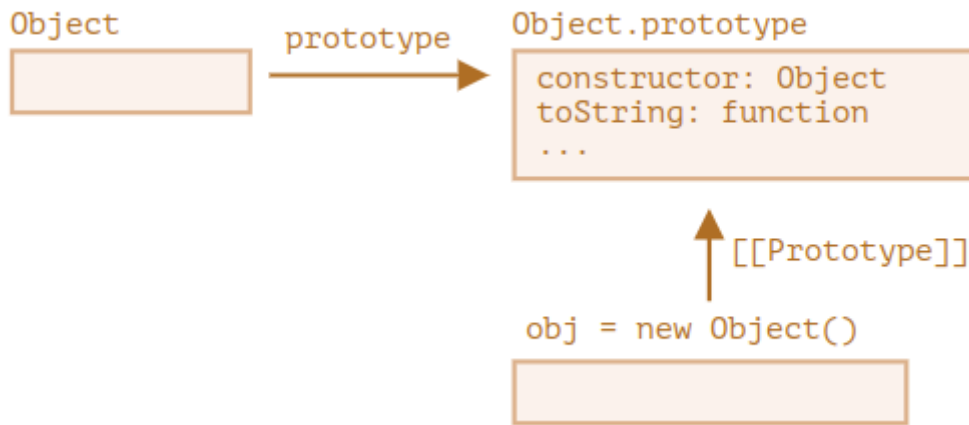 Object
prototype
Object.prototype
constructor: Object
toString: function
...
[[Prototype]]
obj = new Object()